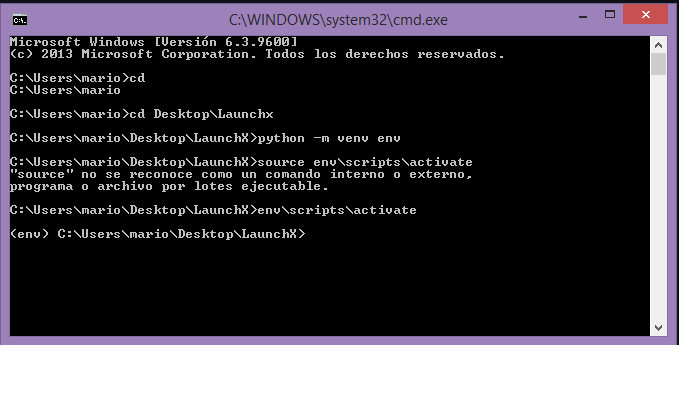 C:\WINDOWS\system32\cmd.exe
Microsoft Windows [Versión 6.3.9600]
(c) 2013 Microsoft Corporation. Todos los derechos reservados.
C:\Users\mario>cd
C:\Users\mario
C:\Users\mario>cd Desktop\Launchx
C:\Users\mario\Desktop\LaunchX>python -m venv env
C:\Users\mario\Desktop\LaunchX>source env\scripts\activate
"source" no se reconoce como un comando interno o externo,
programa o archivo por lotes ejecutable.
C:\Users\mario\Desktop\LaunchX>env\scripts\activate
(env) C:\Users\mario\Desktop\LaunchX>